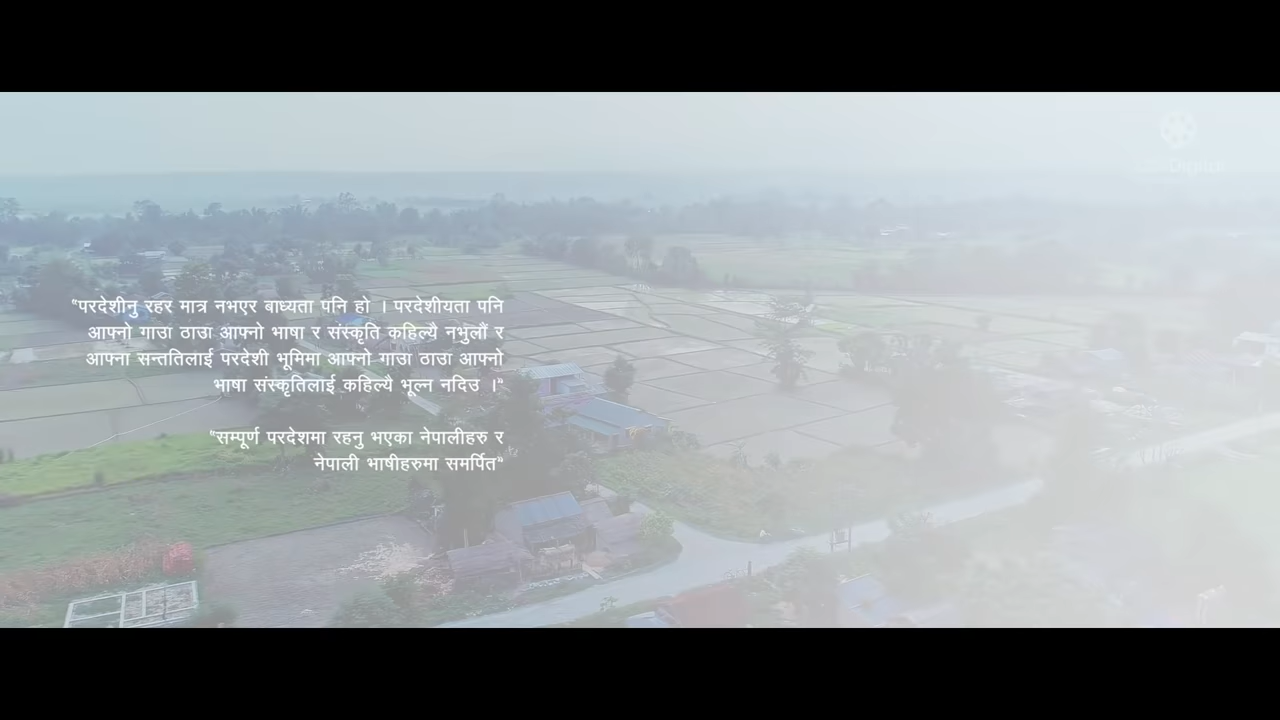 “परदेशीनु रहर मात्र नभएर बाध्यता पनि हो । परदेशीयता पनि
आफ्नो गाउा ठाउा आफ्नो भाषा र संस्कृति कहिल्यै नभुलौं र
आफ्ना सन्ततिलाई परदेशी भूमिमा आफ्नो गाउा ठाउा आफ्नो
भाषा संस्कृतिलाई कहिल्यै भूल्न नदिउ ।”
“सम्पूर्ण परदेशमा रहनु भएका नेपालीहरु र
नेपाली भाषीहरुमा समर्पित”